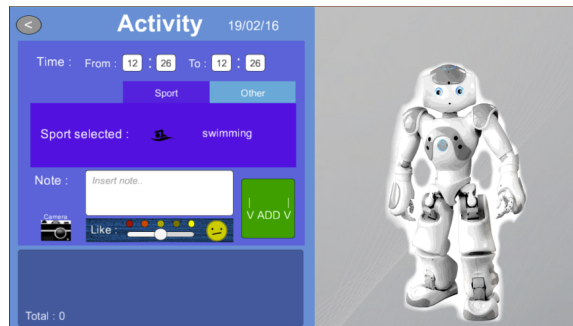 <
Activity 19/02/16
Time : From : 12 : 26 To : 12 : 26
Sport Other
Sport selected : swimming
Note : Insert note..
| |
V ADD V
Camera
Like :
Total : 0